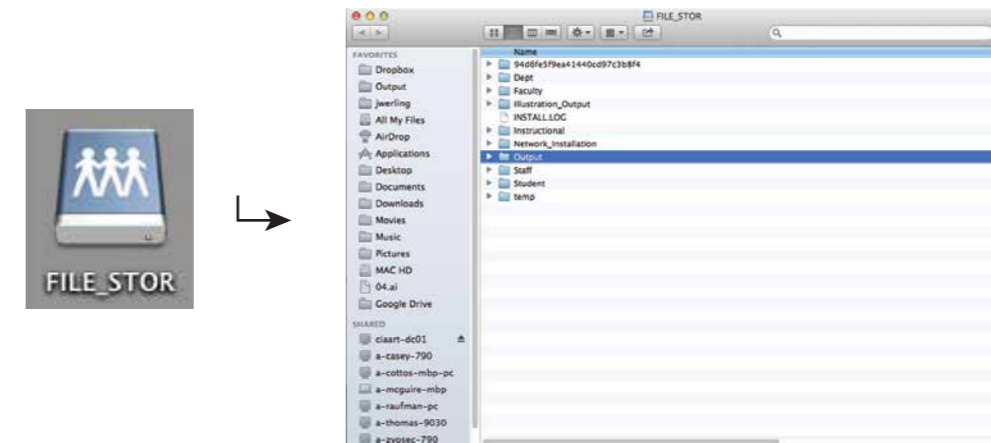 FILE_STOR
FILE_STOR
FAVORITES
Dropbox
Output
jwerling
All My Files
AirDrop
Applications
Desktop
Documents
Downloads
Movies
Music
Pictures
MAC HD
04.ai
Google Drive
SHARED
ciaart-dc01
a-casey-790
a-cottos-mbp-pc
a-mcguire-mbp
a-raufman-pc
a-thomas-9030
a-zyosec-790
Name
94d6fe5f9ea41440cd97c3b8f4
Dept
Faculty
Illustration_Output
INSTALL.LOG
Instructional
Network_Installation
Output
Staff
Student
temp